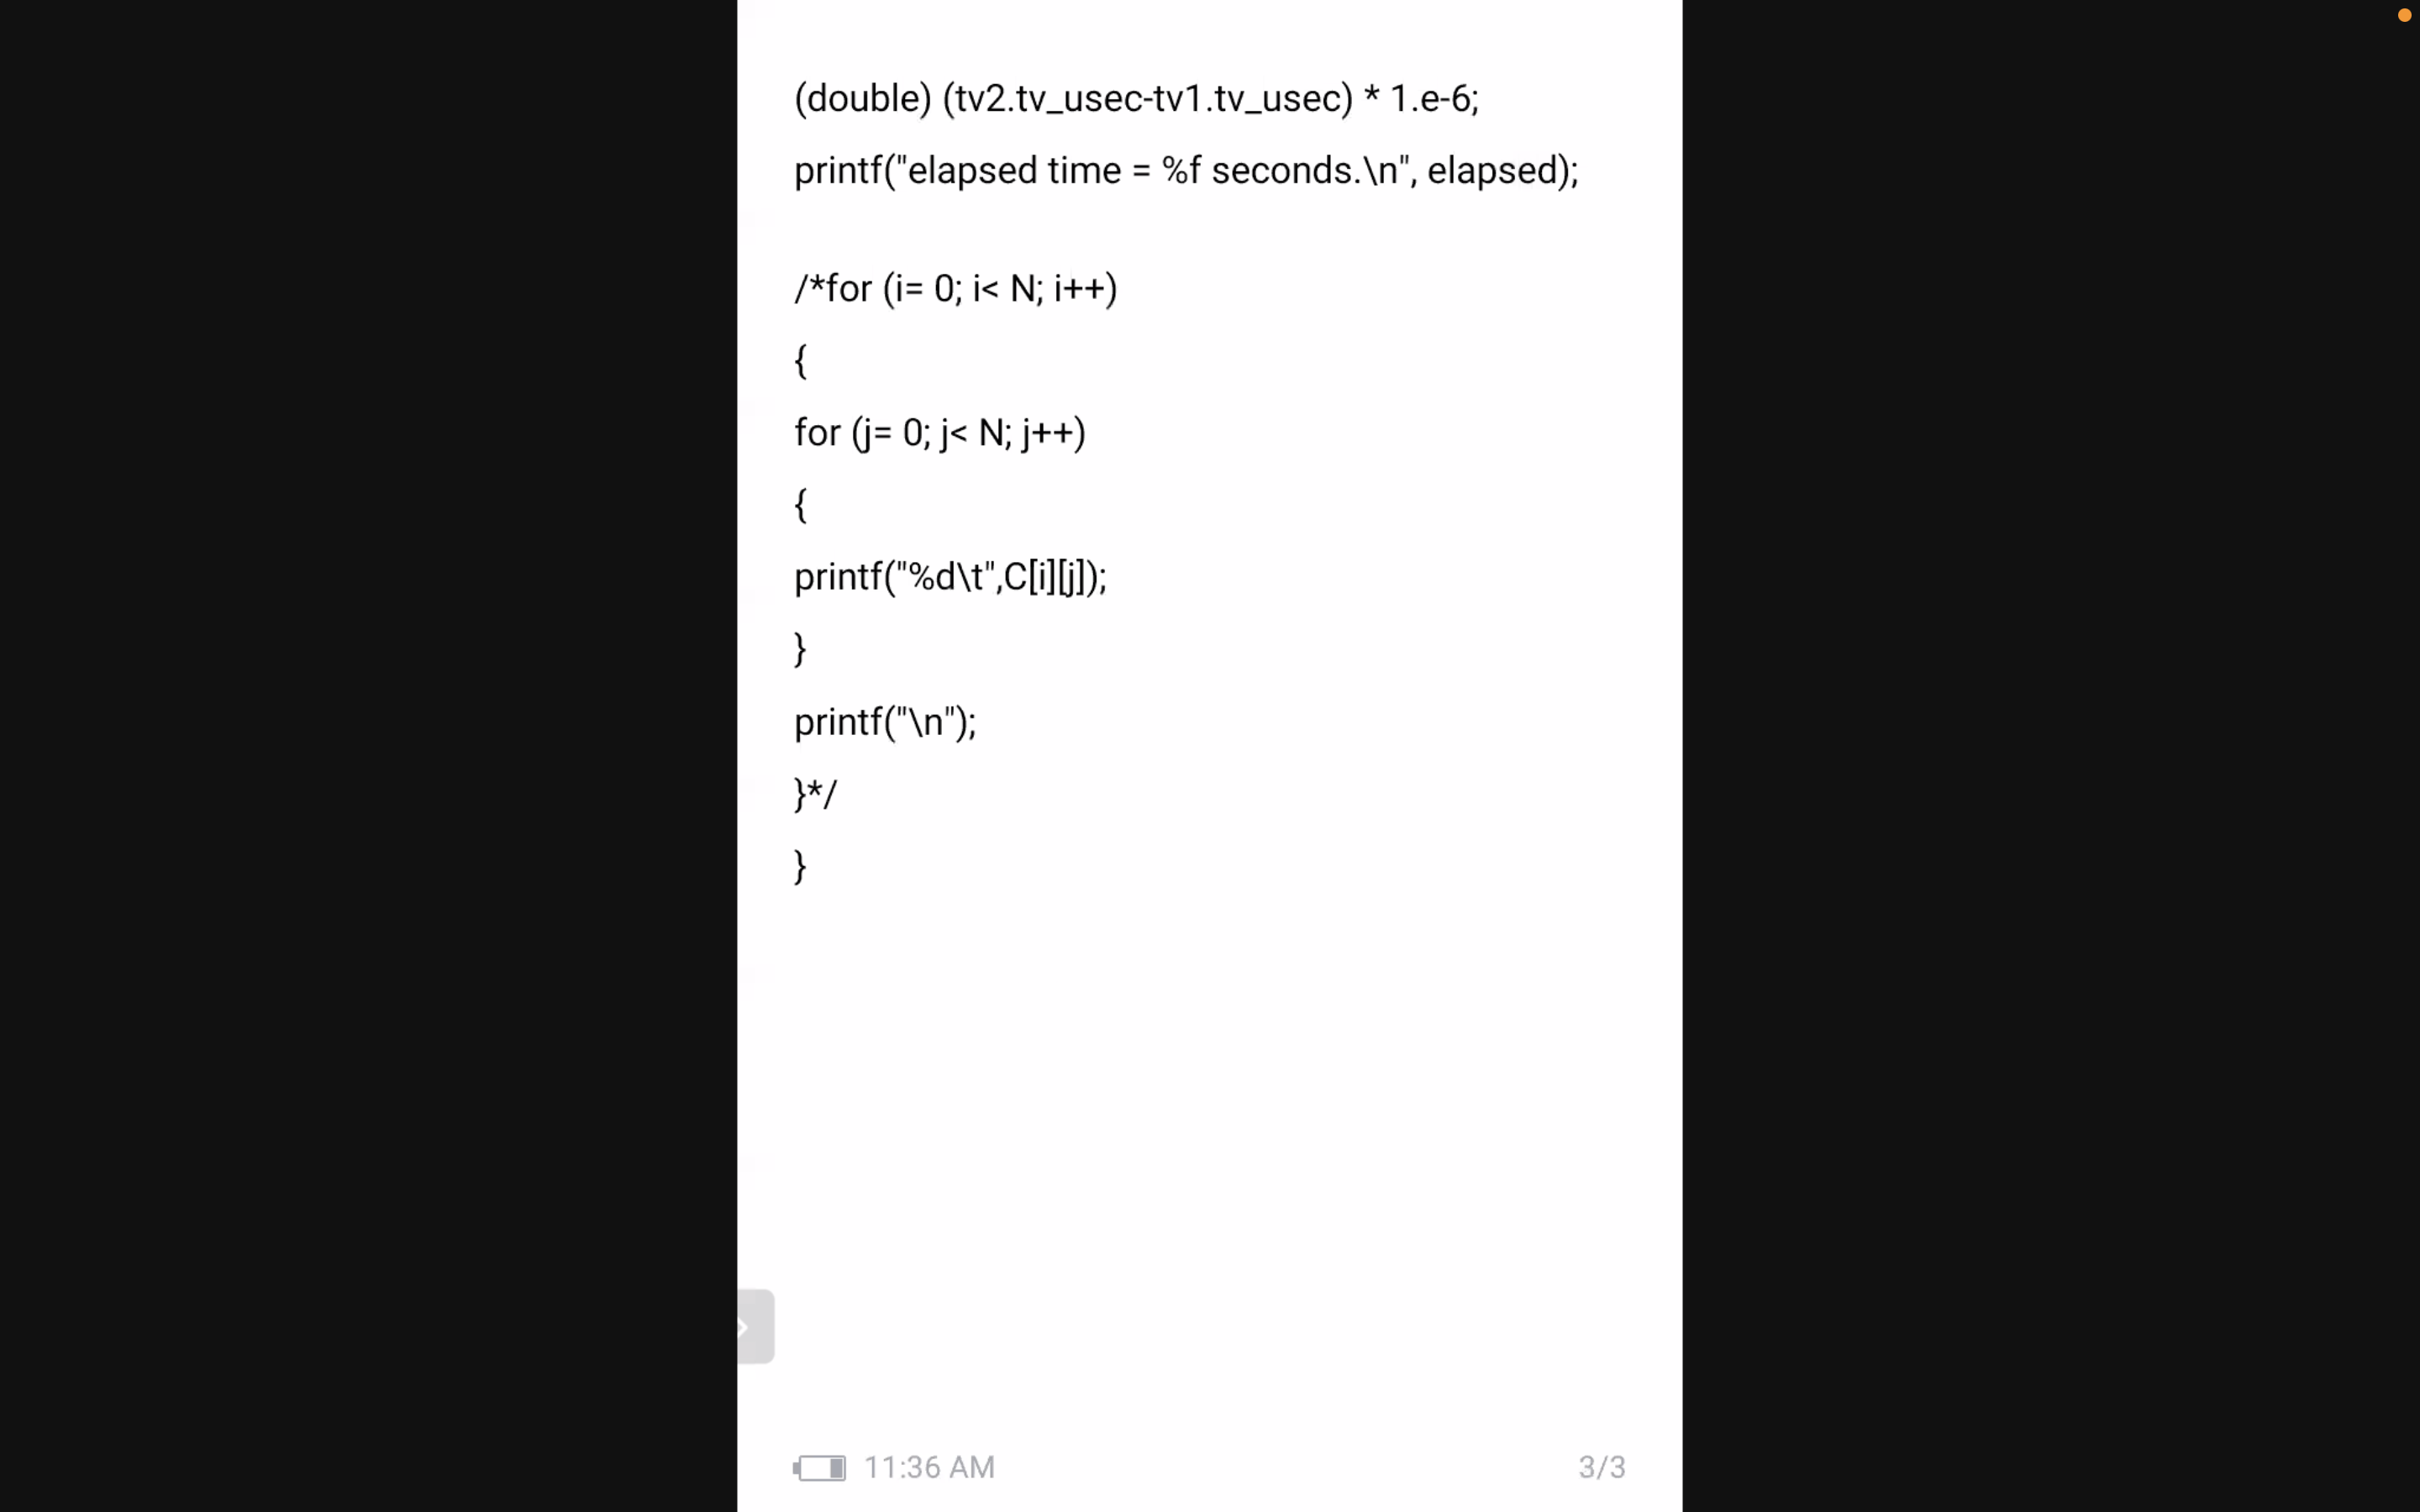 (double) (tv2.tv_usec-tv1.tv_usec) * 1.e-6;
printf("elapsed time = %f seconds.\n", elapsed);
/*for (i= 0; i< N; i++)
{
for (j= 0; j< N; j++)
{
printf("%d\t",C[i][j]);
}
printf("\n");
}*/
}
11:36 AM
3/3